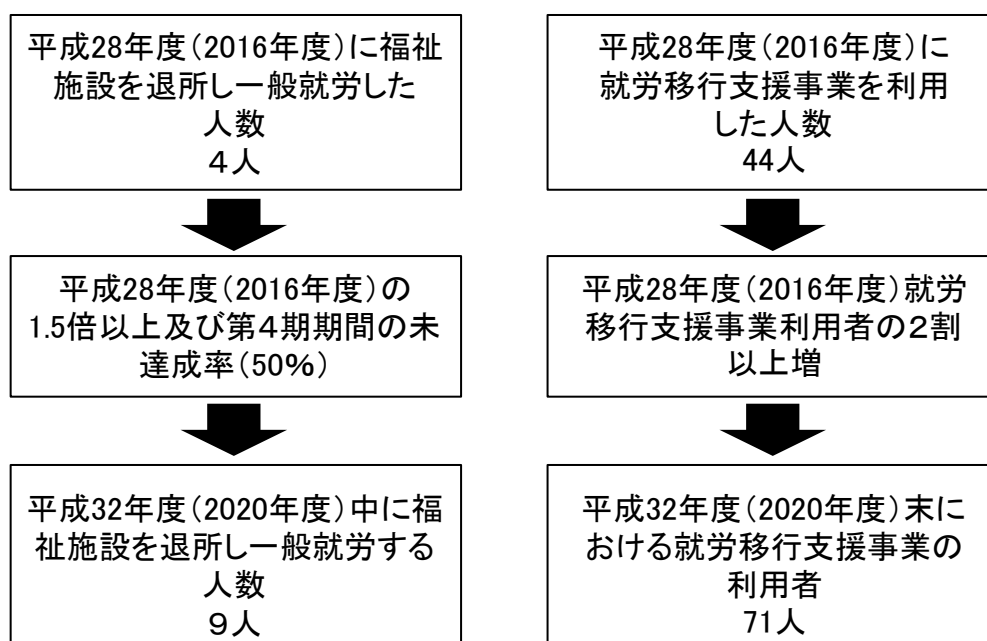 平成28年度(2016年度)に福祉
施設を退所し一般就労した
人数
4人
平成28年度(2016年度)の
1.5倍以上及び第4期期間の未
達成率(50%)
平成32年度(2020年度)中に福
祉施設を退所し一般就労する
人数
9人
平成28年度(2016年度)に
就労移行支援事業を利用
した人数
44人
平成28年度(2016年度)就労
移行支援事業利用者の2割
以上増
平成32年度(2020年度)末に
おける就労移行支援事業の
利用者
71人